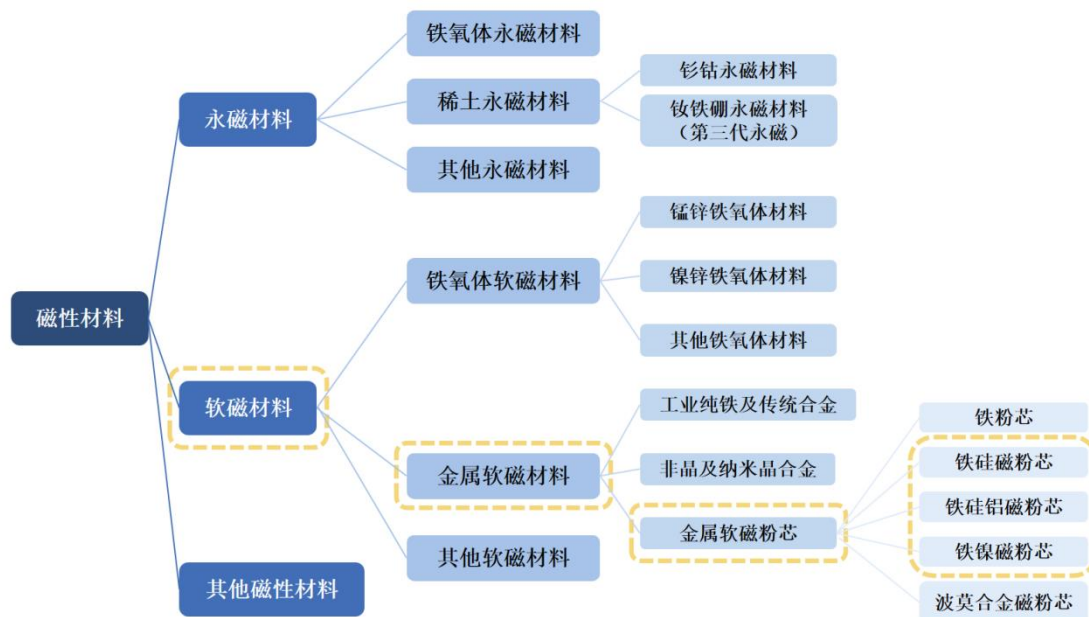 铁氧体永磁材料
稀土永磁材料
钐钴永磁材料
钕铁硼永磁材料
（第三代永磁）
永磁材料
其他永磁材料
锰锌铁氧体材料
铁氧体软磁材料
镍锌铁氧体材料
磁性材料
其他铁氧体材料
软磁材料
工业纯铁及传统合金
铁粉芯
金属软磁材料
非晶及纳米晶合金
铁硅磁粉芯
铁硅铝磁粉芯
金属软磁粉芯
其他软磁材料
铁镍磁粉芯
其他磁性材料
波莫合金磁粉芯